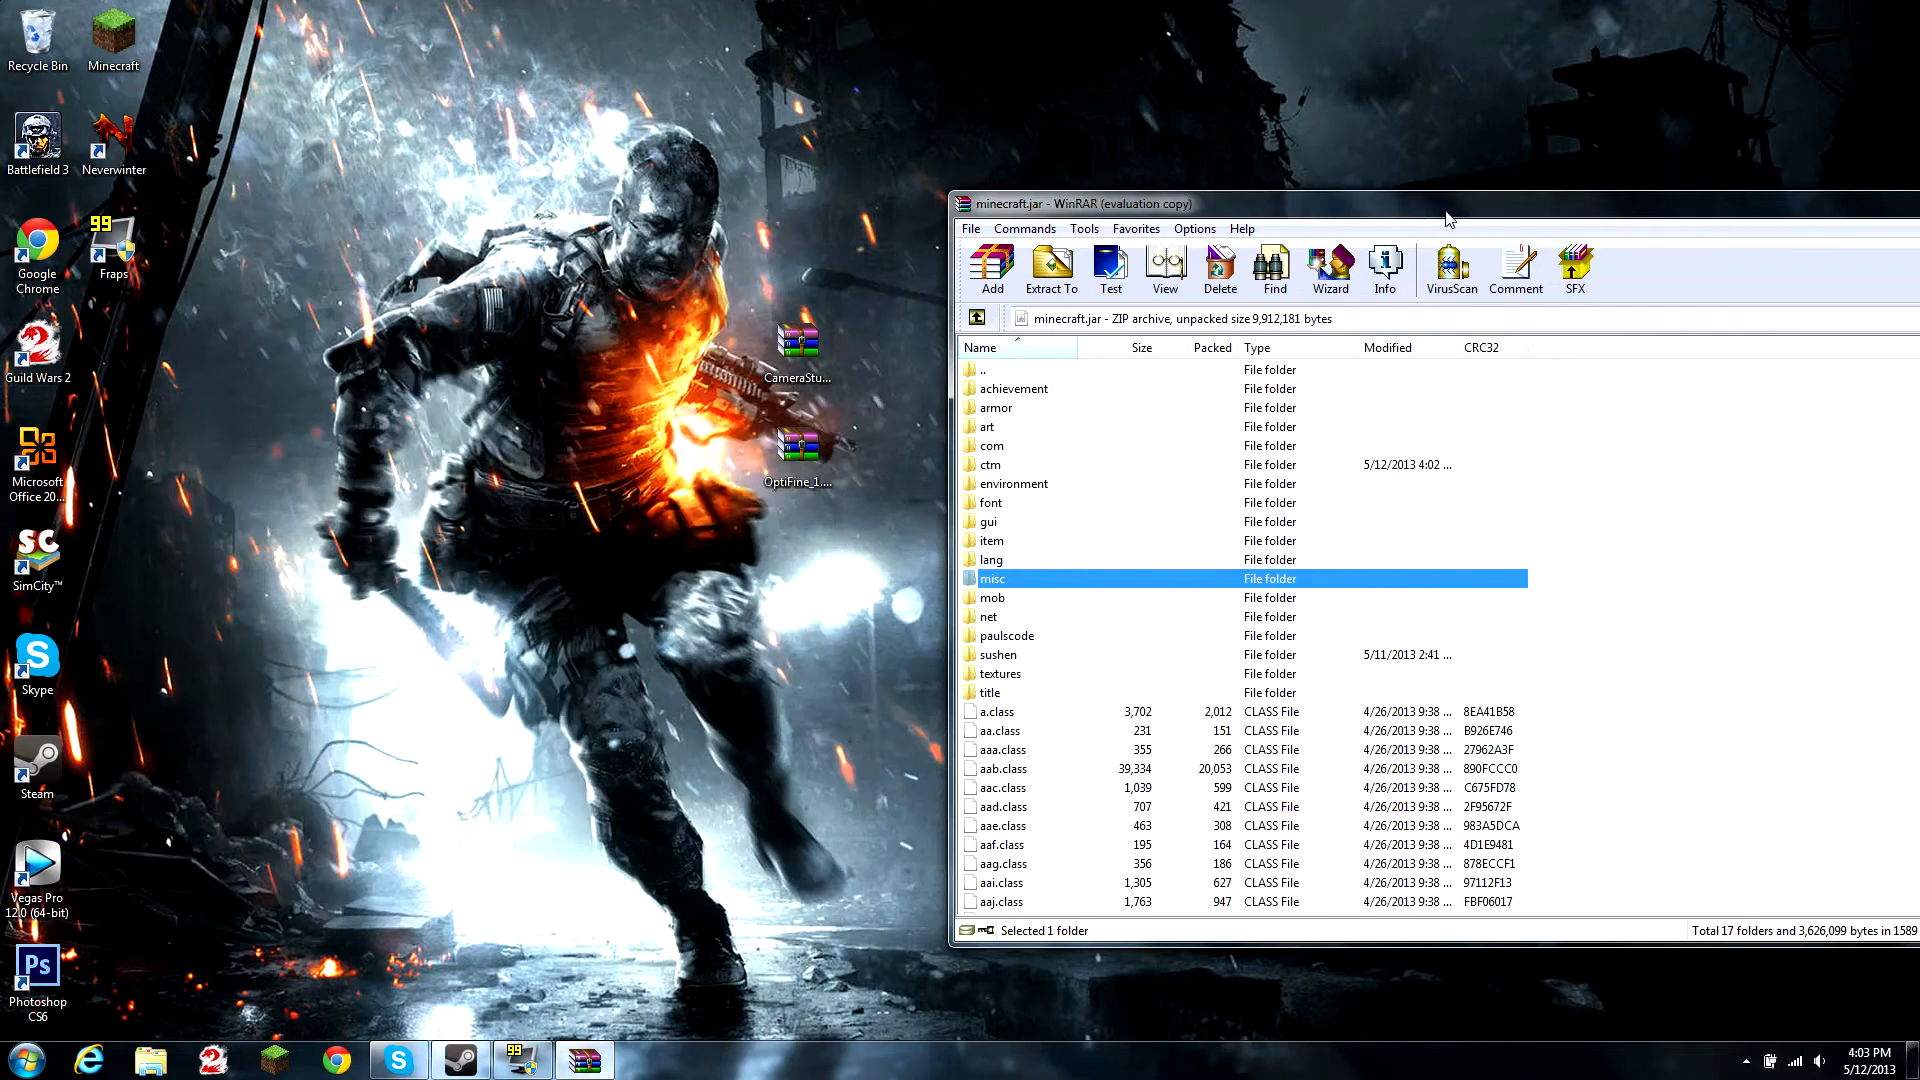 Recycle Bin
Minecraft
Battlefield 3
Neverwinter
Google Chrome
99
Fraps
Guild Wars 2
Microsoft Office 20...
SC
SimCity™
S
Skype
Steam
Vegas Pro 12.0 (64-bit)
Ps
Photoshop CS6
CameraStu...
OptiFine_1....
minecraft.jar - WinRAR (evaluation copy)
File Commands Tools Favorites Options Help
Add Extract To Test View Delete Find Wizard Info VirusScan Comment SFX
minecraft.jar - ZIP archive, unpacked size 9,912,181 bytes
Name Size Packed Type Modified CRC32
.. File folder
achievement File folder
armor File folder
art File folder
com File folder
ctm File folder 5/12/2013 4:02 ...
environment File folder
font File folder
gui File folder
item File folder
lang File folder
misc File folder
mob File folder
net File folder
paulscode File folder
sushen File folder 5/11/2013 2:41 ...
textures File folder
title File folder
a.class 3,702 2,012 CLASS File 4/26/2013 9:38 ... 8EA41B58
aa.class 231 151 CLASS File 4/26/2013 9:38 ... B926E746
aaa.class 355 266 CLASS File 4/26/2013 9:38 ... 27962A3F
aab.class 39,334 20,053 CLASS File 4/26/2013 9:38 ... 890FCCC0
aac.class 1,039 599 CLASS File 4/26/2013 9:38 ... C675FD78
aad.class 707 421 CLASS File 4/26/2013 9:38 ... 2F95672F
aae.class 463 308 CLASS File 4/26/2013 9:38 ... 983A5DCA
aaf.class 195 164 CLASS File 4/26/2013 9:38 ... 4D1E9481
aag.class 356 186 CLASS File 4/26/2013 9:38 ... 878ECCF1
aai.class 1,305 627 CLASS File 4/26/2013 9:38 ... 97112F13
aaj.class 1,763 947 CLASS File 4/26/2013 9:38 ... FBF06017
Selected 1 folder
Total 17 folders and 3,626,099 bytes in 1589
S
99
4:03 PM
5/12/2013